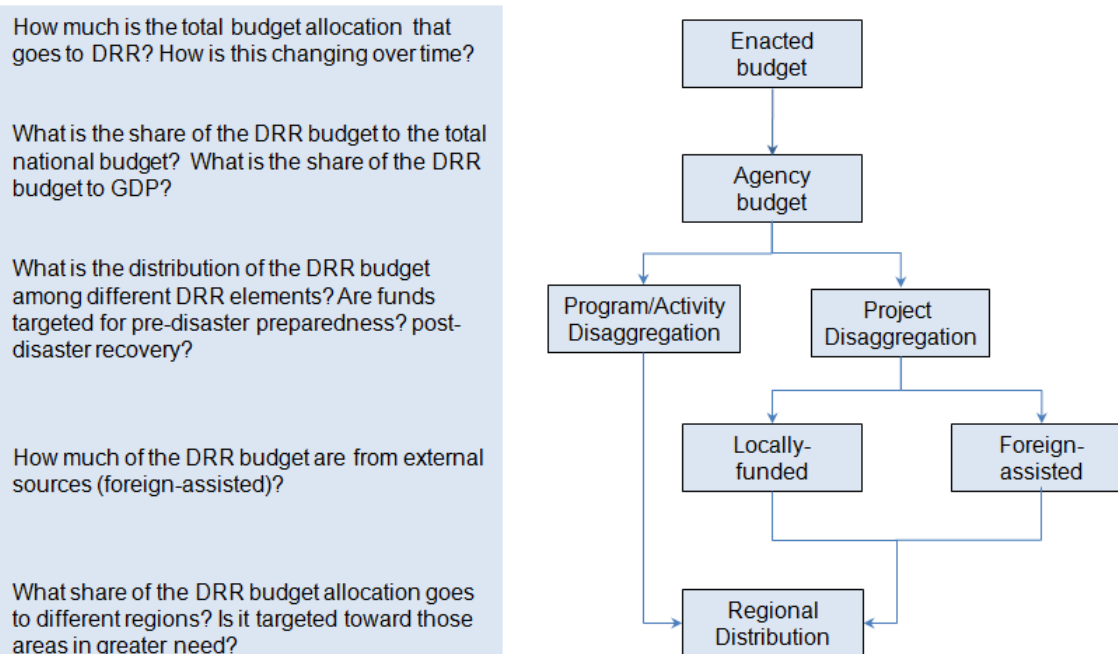 How much is the total budget allocation that
goes to DRR? How is this changing over time?
What is the share of the DRR budget to the total
national budget? What is the share of the DRR
budget to GDP?
What is the distribution of the DRR budget
among different DRR elements? Are funds
targeted for pre-disaster preparedness? post-
disaster recovery?
How much of the DRR budget are from external
sources (foreign-assisted)?
What share of the DRR budget allocation goes
to different regions? Is it targeted toward those
areas in greater need?
Enacted
budget
Agency
budget
Program/Activity
Disaggregation
Project
Disaggregation
Locally-
funded
Foreign-
assisted
Regional
Distribution